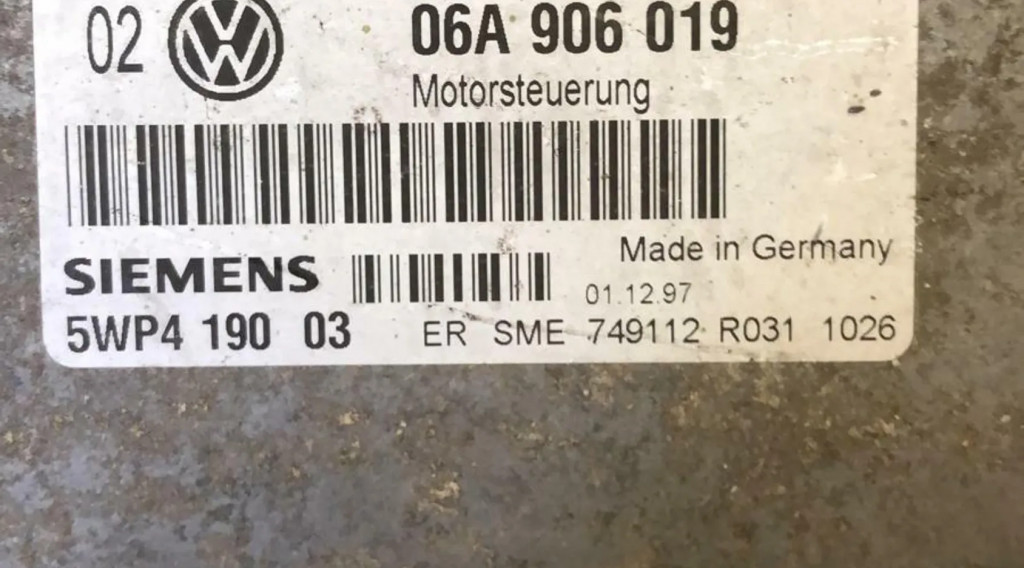 02 VW 06A 906 019
Motorsteuerung
Made in Germany
SIEMENS 01.12.97
5WP4 190 03 ER SME 749112 R031 1026